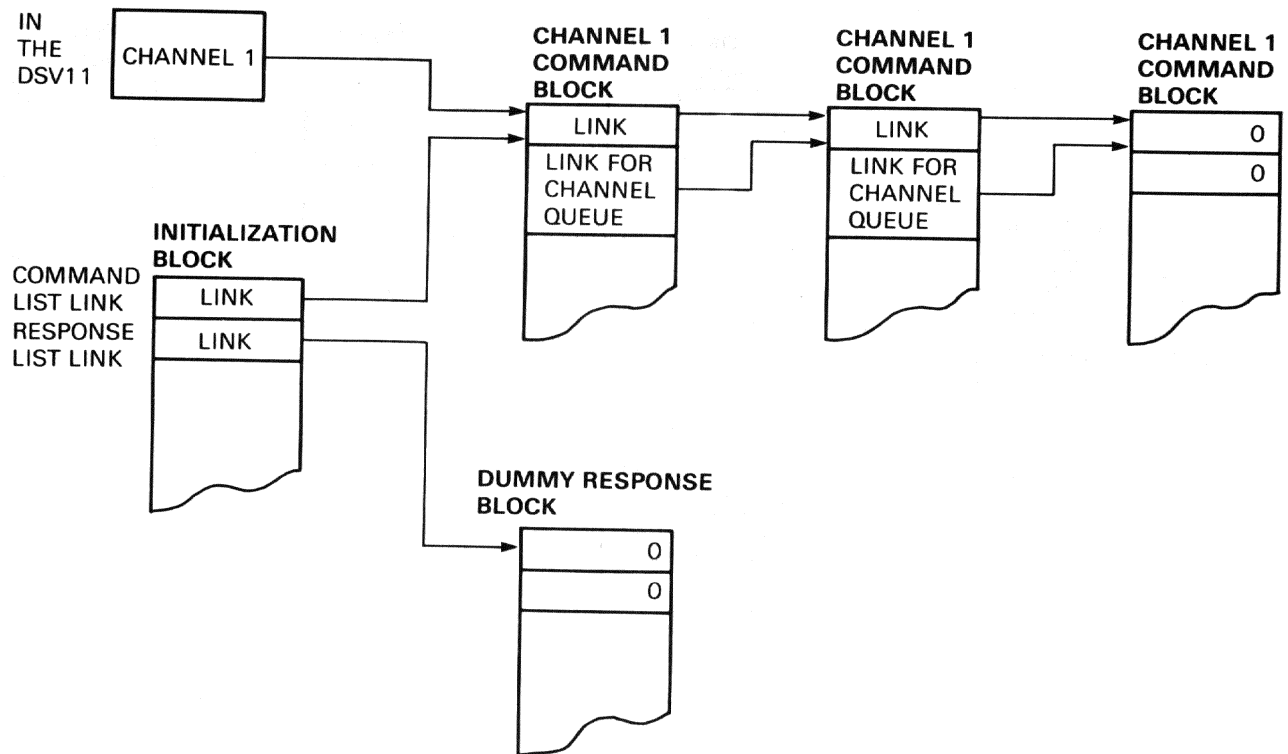 IN
THE
DSV11
CHANNEL 1
CHANNEL 1
COMMAND
BLOCK
CHANNEL 1
COMMAND
BLOCK
CHANNEL 1
COMMAND
BLOCK
LINK
LINK FOR
CHANNEL
QUEUE
LINK
LINK FOR
CHANNEL
QUEUE
0
0
INITIALIZATION
BLOCK
COMMAND
LIST LINK
LINK
RESPONSE
LIST LINK
LINK
DUMMY RESPONSE
BLOCK
0
0